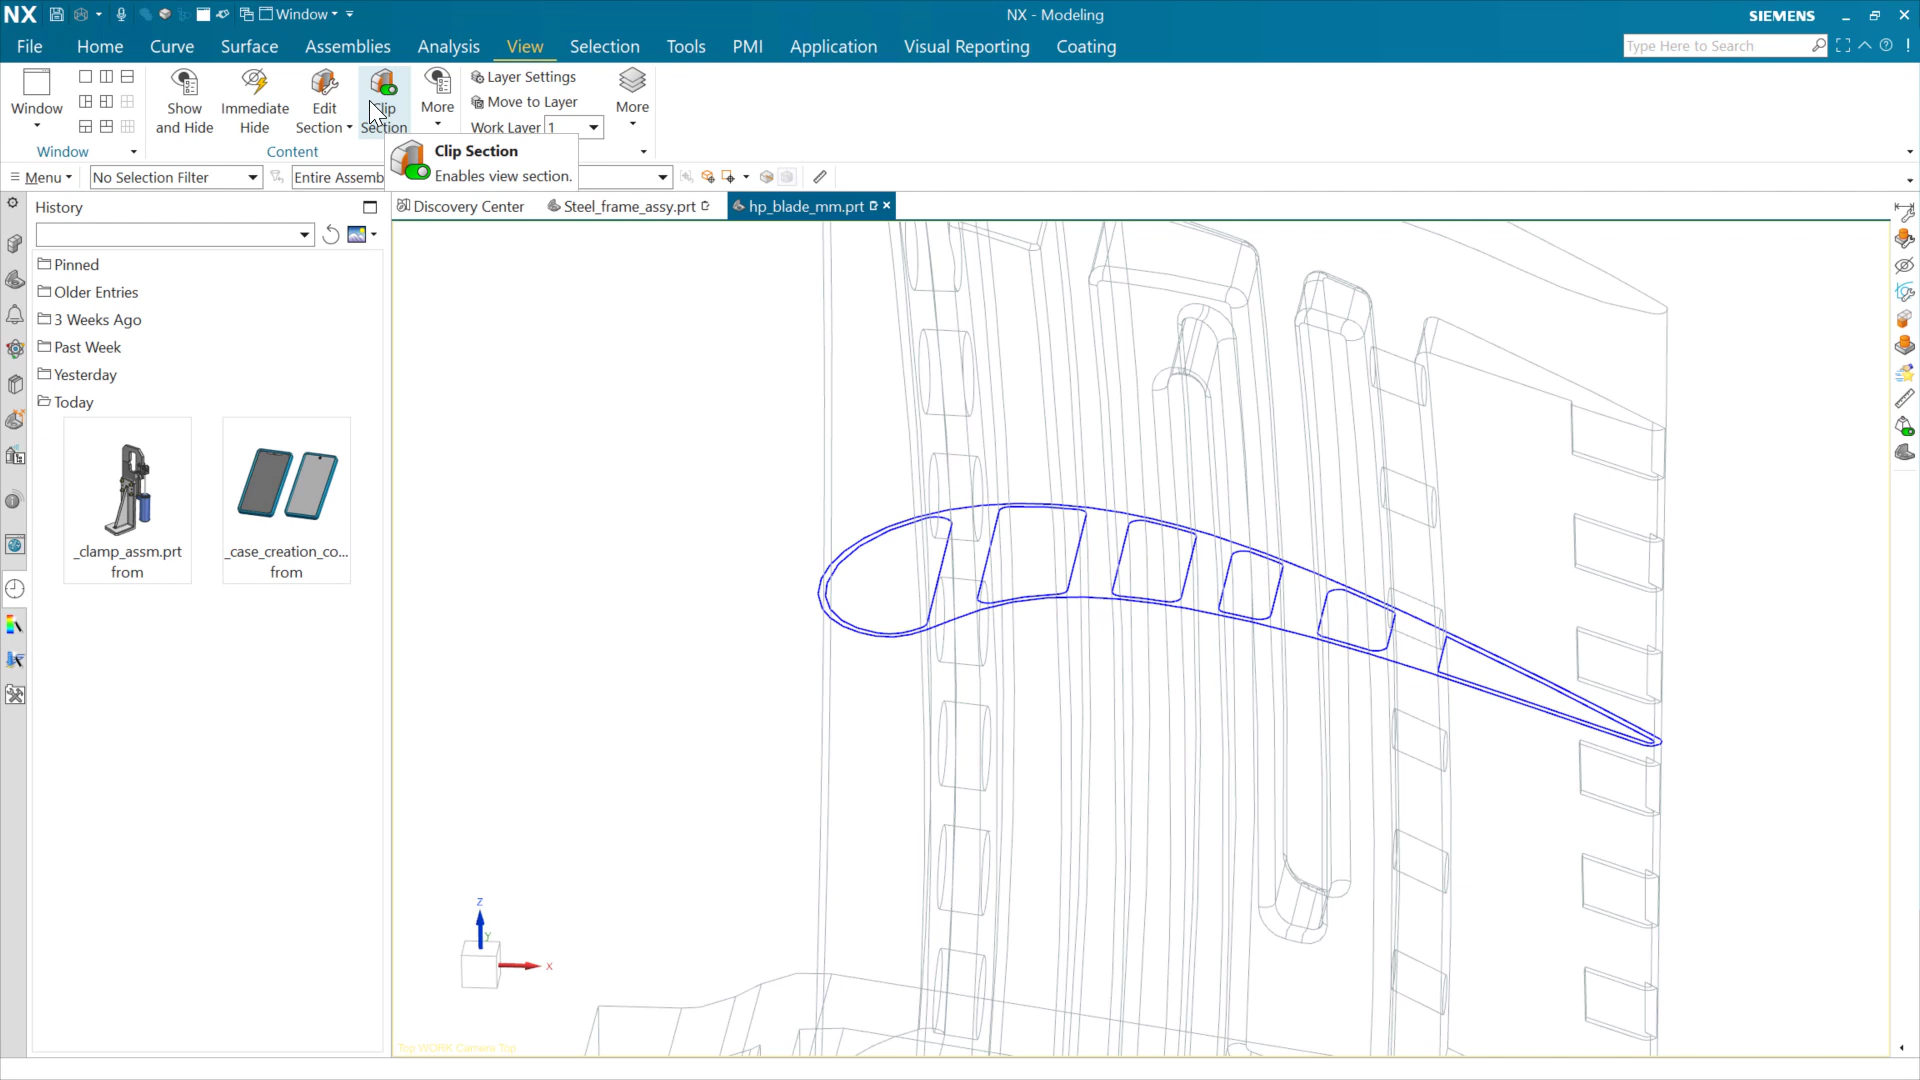 NX
Window
NX - Modeling
SIEMENS
File
Home
Curve
Surface
Assemblies
Analysis
View
Selection
Tools
PMI
Application
Visual Reporting
Coating
Type Here to Search
Window
Show
and Hide
Immediate
Hide
Edit
Section
Clip
Section
More
Layer Settings
Move to Layer
Work Layer 1
More
Window
Content
Clip Section
Enables view section.
Menu
No Selection Filter
Entire Assemb
History
Discovery Center
Steel_frame_assy.prt
hp_blade_mm.prt
Pinned
Older Entries
3 Weeks Ago
Past Week
Yesterday
Today
_clamp_assm.prt
from
_case_creation_co...
from
Z
Y
X
Top WORK Camera Top